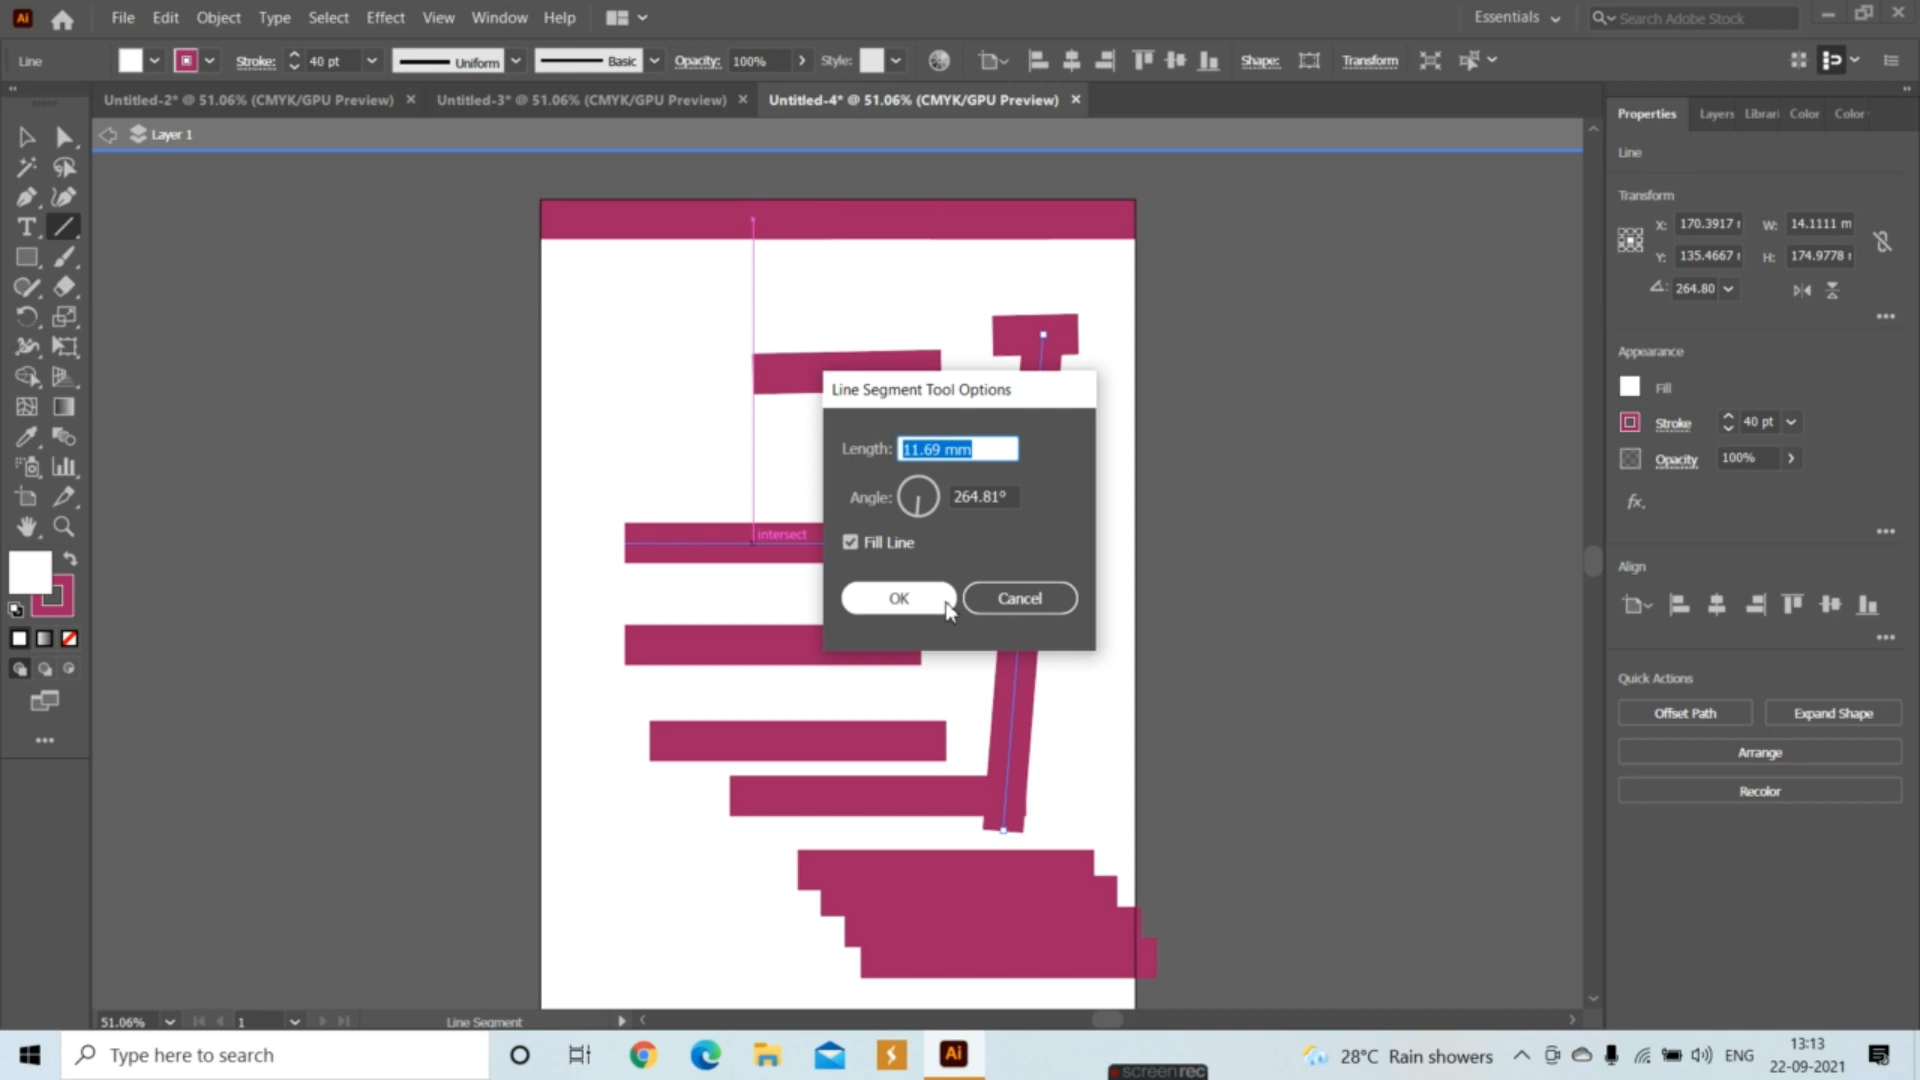 Ai File Edit Object Type Select Effect View Window Help Essentials Search Adobe Stock
Line Stroke: 40 pt Uniform Basic Opacity: 100% Style: Shape: Transform
Untitled-2* @ 51.06% (CMYK/GPU Preview) Untitled-3* @ 51.06% (CMYK/GPU Preview) Untitled-4* @ 51.06% (CMYK/GPU Preview)
Layer 1
Properties Layers Librari Color Color
Line
Transform
X: 170.3917 W: 14.1111 m
Y: 135.4667 H: 174.9778
264.80
Appearance
Fill
Stroke 40 pt
Opacity 100%
fx.
Align
Quick Actions
Offset Path Expand Shape
Arrange
Recolor
Line Segment Tool Options
Length: 11.69 mm
Angle: 264.81°
Fill Line
OK Cancel
intersect
51.06% 1 Line Segment
Type here to search
Ai
28°C Rain showers ENG
13:13
22-09-2021
screenrec